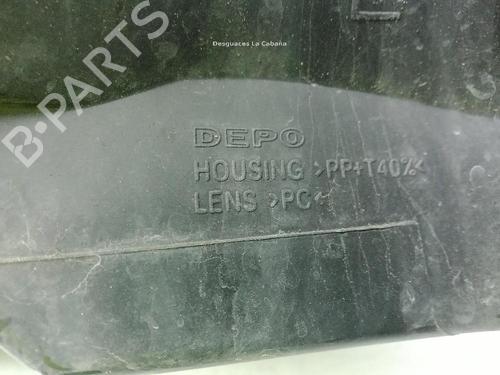 Desguaces La Cabaña
B-PARTS
DEPO
HOUSING >PP+T40%<
LENS >PC<